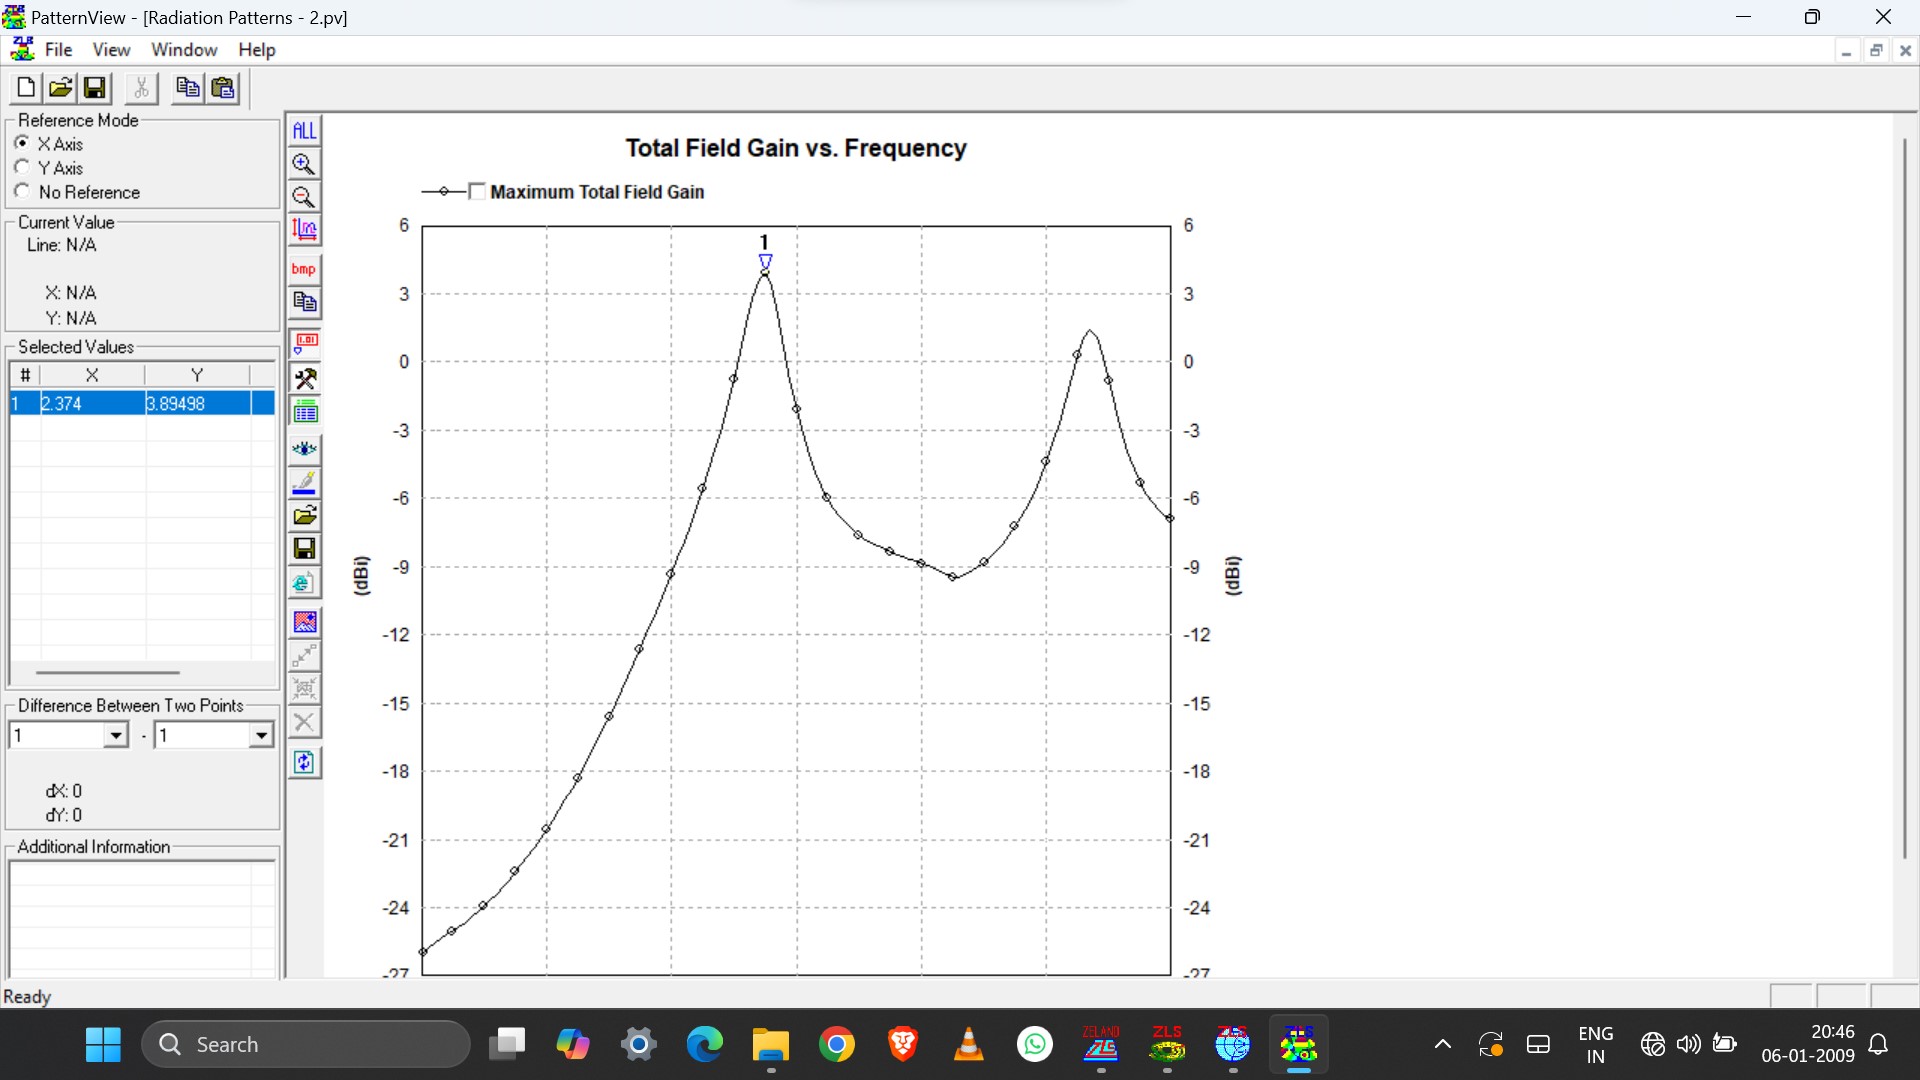 PatternView - [Radiation Patterns - 2.pv]
File View Window Help
Reference Mode
X Axis
Y Axis
No Reference
Current Value
Line: N/A
X: N/A
Y: N/A
Selected Values
# X Y
1 2.374 3.89498
Difference Between Two Points
1 - 1
dX: 0
dY: 0
Additional Information
ALL
bmp
1.01
Total Field Gain vs. Frequency
Maximum Total Field Gain
1
6 6
3 3
0 0
-3 -3
-6 -6
-9 -9
-12 -12
-15 -15
-18 -18
-21 -21
-24 -24
-27 -27
(dBi) (dBi)
Ready
Search
ZELAND
ZLS
ZLS
ZLS
ENG
IN
20:46
06-01-2009